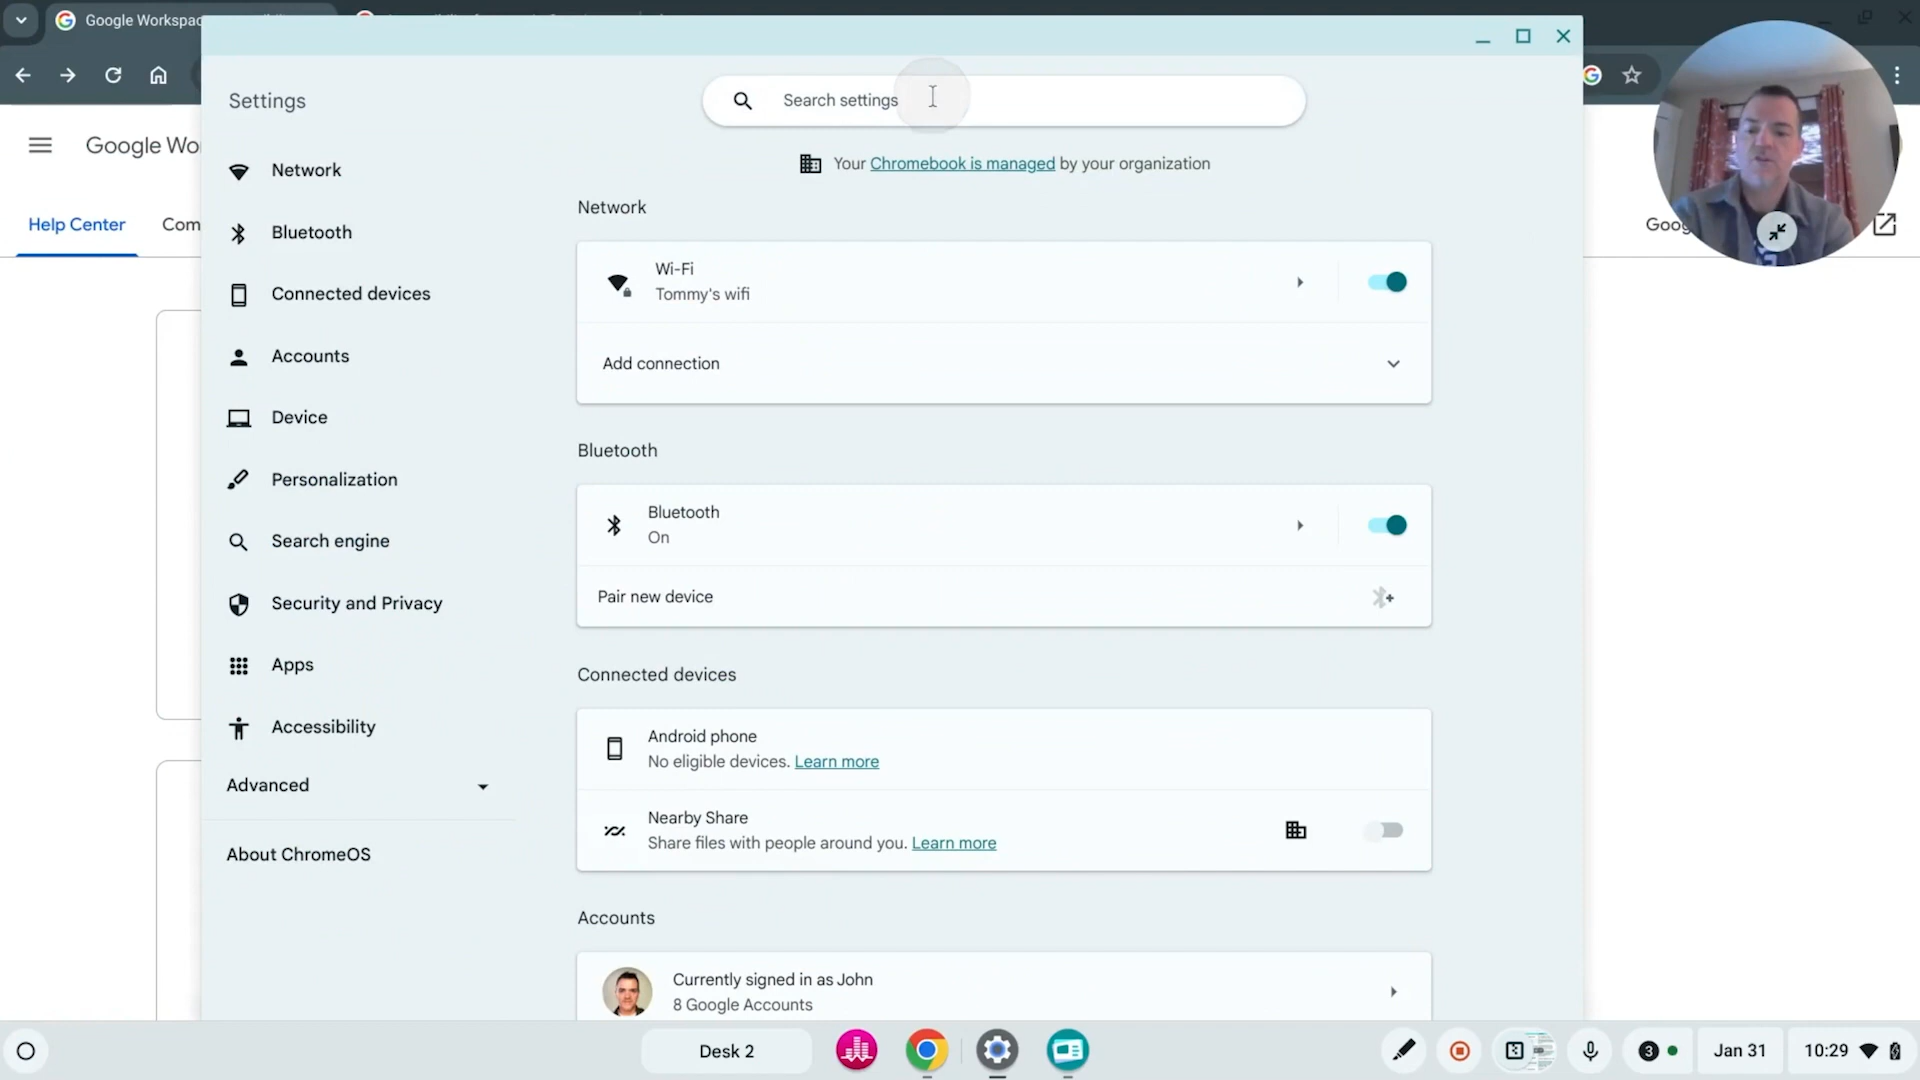 Google Workspac
Settings
Search settings
Your Chromebook is managed by your organization
Google Wo
Help Center
Com
Goog
Network
Bluetooth
Connected devices
Accounts
Device
Personalization
Search engine
Security and Privacy
Apps
Accessibility
Advanced
About ChromeOS
Network
Wi-Fi
Tommy's wifi
Add connection
Bluetooth
Bluetooth
On
Pair new device
Connected devices
Android phone
No eligible devices. Learn more
Nearby Share
Share files with people around you. Learn more
Accounts
Currently signed in as John
8 Google Accounts
Desk 2
3
Jan 31
10:29